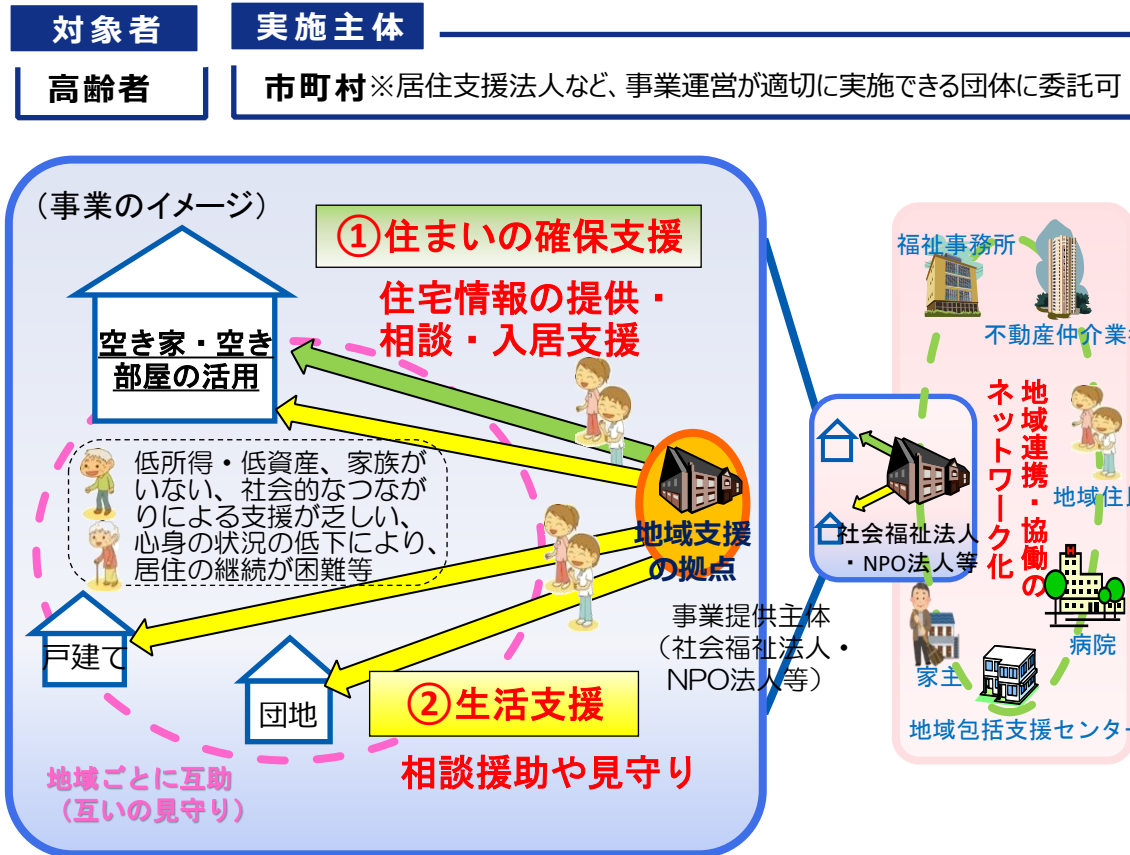 対象者
実施主体
高齢者
市町村※居住支援法人など、事業運営が適切に実施できる団体に委託可
（事業のイメージ）
①住まいの確保支援
住宅情報の提供・
相談・入居支援
空き家・空き
部屋の活用
低所得・低資産、家族が
いない、社会的なつなが
りによる支援が乏しい、
心身の状況の低下により、
居住の継続が困難等
地域支援
の拠点
事業提供主体
（社会福祉法人・
NPO法人等）
戸建て
団地
②生活支援
相談援助や見守り
地域ごとに互助
（互いの見守り）
福祉事務所
不動産仲介業
地域連携・協働の
ネットワーク化
地域住
社会福祉法人
・NPO法人等
病院
家主
地域包括支援センター
H